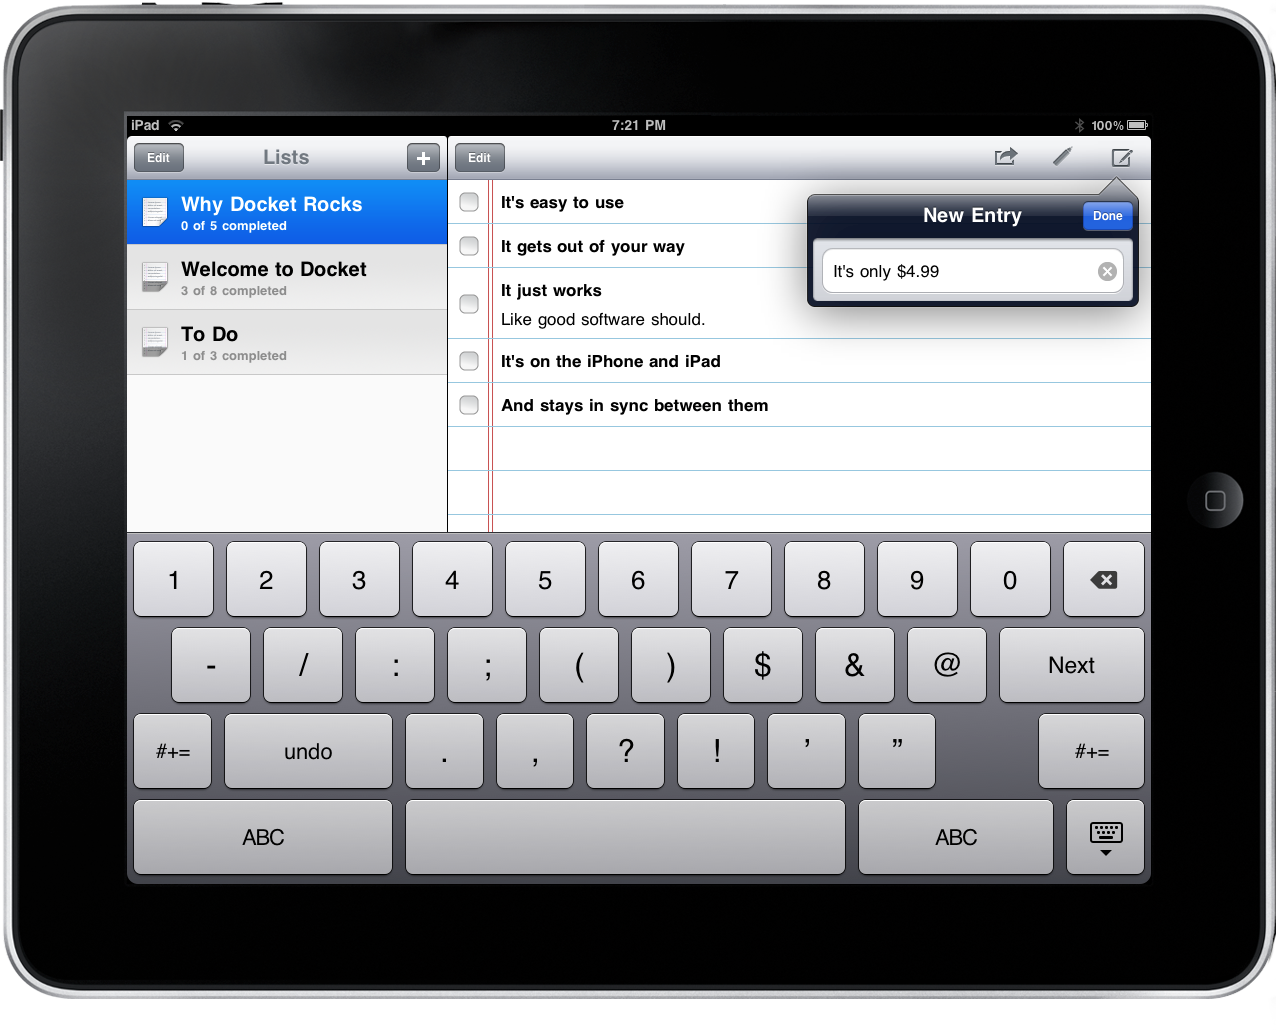 iPad 7:21 PM 100%
Edit Lists + Edit
Why Docket Rocks
0 of 5 completed
Welcome to Docket
3 of 8 completed
To Do
1 of 3 completed
It's easy to use
It gets out of your way
It just works
Like good software should.
It's on the iPhone and iPad
And stays in sync between them
New Entry Done
It's only $4.99
1 2 3 4 5 6 7 8 9 0
- / : ; ( ) $ & @ Next
#+= undo . , ? ! ’ ” #+=
ABC ABC